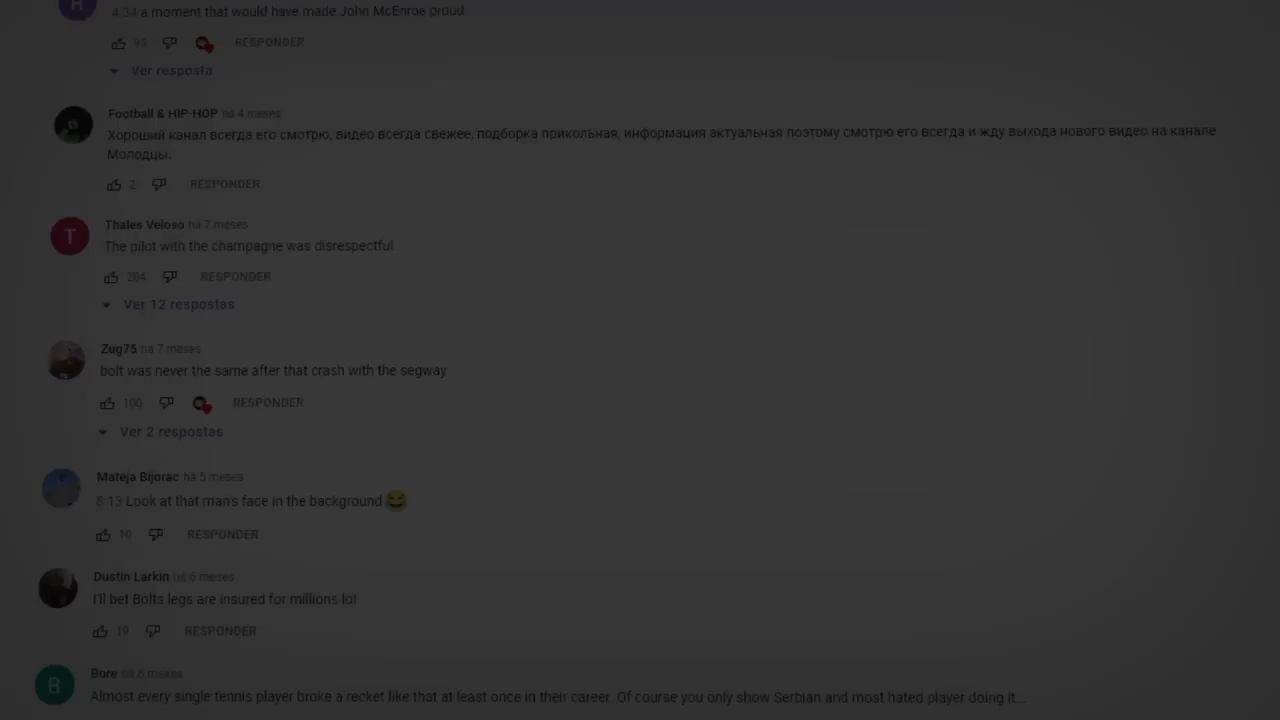 H
4:34 a moment that would have made John McEnroe proud
95 RESPONDER
Ver resposta
Football & HIP-HOP há 4 meses
Хороший канал всегда его смотрю, видео всегда свежее, подборка прикольная, информация актуальная поэтому смотрю его всегда и жду выхода нового видео на канале
Молодцы.
2 RESPONDER
Thales Veloso há 7 meses
T
The pilot with the champagne was disrespectful
204 RESPONDER
Ver 12 respostas
Zug75 há 7 meses
bolt was never the same after that crash with the segway
100 RESPONDER
Ver 2 respostas
Mateja Bijorac há 5 meses
8:13 Look at that man's face in the background😂
10 RESPONDER
Dustin Larkin há 6 meses
I'll bet Bolts legs are insured for millions lol
19 RESPONDER
Bore há 6 meses
B
Almost every single tennis player broke a recket like that at least once in their career. Of course you only show Serbian and most hated player doing it...